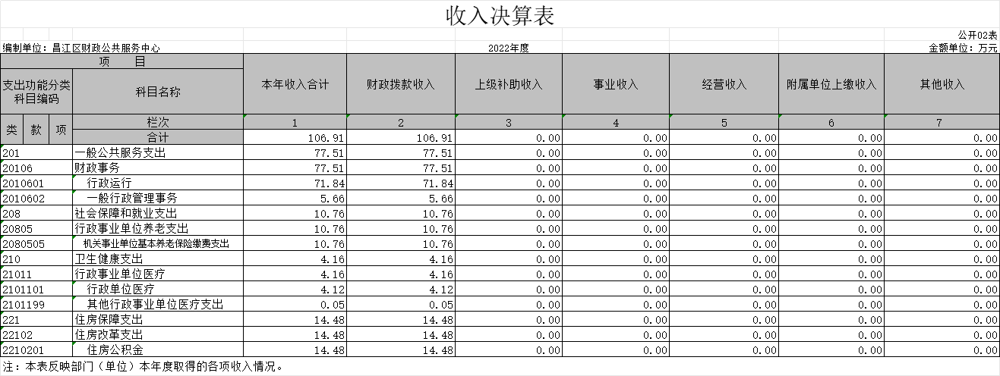 收入决算表
公开02表
编制单位：昌江区财政公共服务中心 2022年度 金额单位：万元
项 目 本年收入合计 财政拨款收入 上级补助收入 事业收入 经营收入 附属单位上缴收入 其他收入
支出功能分类科目编码 科目名称
类 款 项 栏次 1 2 3 4 5 6 7
合计 106.91 106.91 0.00 0.00 0.00 0.00 0.00
201 一般公共服务支出 77.51 77.51 0.00 0.00 0.00 0.00 0.00
20106 财政事务 77.51 77.51 0.00 0.00 0.00 0.00 0.00
2010601 行政运行 71.84 71.84 0.00 0.00 0.00 0.00 0.00
2010602 一般行政管理事务 5.66 5.66 0.00 0.00 0.00 0.00 0.00
208 社会保障和就业支出 10.76 10.76 0.00 0.00 0.00 0.00 0.00
20805 行政事业单位养老支出 10.76 10.76 0.00 0.00 0.00 0.00 0.00
2080505 机关事业单位基本养老保险缴费支出 10.76 10.76 0.00 0.00 0.00 0.00 0.00
210 卫生健康支出 4.16 4.16 0.00 0.00 0.00 0.00 0.00
21011 行政事业单位医疗 4.16 4.16 0.00 0.00 0.00 0.00 0.00
2101101 行政单位医疗 4.12 4.12 0.00 0.00 0.00 0.00 0.00
2101199 其他行政事业单位医疗支出 0.05 0.05 0.00 0.00 0.00 0.00 0.00
221 住房保障支出 14.48 14.48 0.00 0.00 0.00 0.00 0.00
22102 住房改革支出 14.48 14.48 0.00 0.00 0.00 0.00 0.00
2210201 住房公积金 14.48 14.48 0.00 0.00 0.00 0.00 0.00
注：本表反映部门（单位）本年度取得的各项收入情况。